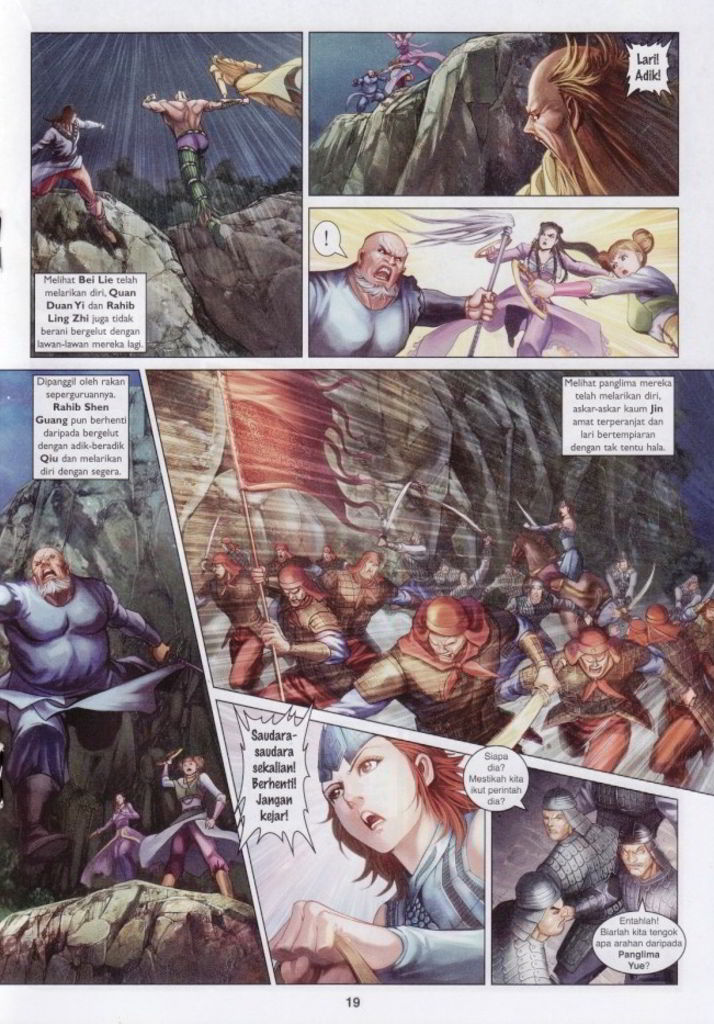 Melihat Bei Lie telah
melarikan diri, Quan
Duan Yi dan Rahib
Ling Zhi juga tidak
berani bergelut dengan
lawan-lawan mereka lagi.
Lari!
Adik!
!
Dipanggil oleh rakan
seperguruannya.
Rahib Shen
Guang pun berhenti
daripada bergelut
dengan adik-beradik
Qiu dan melarikan
diri dengan segera.
Melihat panglima mereka
telah melarikan diri,
askar-askar kaum Jin
amat terperanjat dan
lari bertempiaran
dengan tak tentu hala.
Saudara-
saudara
sekalian!
Berhenti!
Jangan
kejar!
Siapa
dia?
Mestikah kita
ikut perintah
dia?
Entahlah!
Biarlah kita tengok
apa arahan daripada
Panglima
Yue?
19